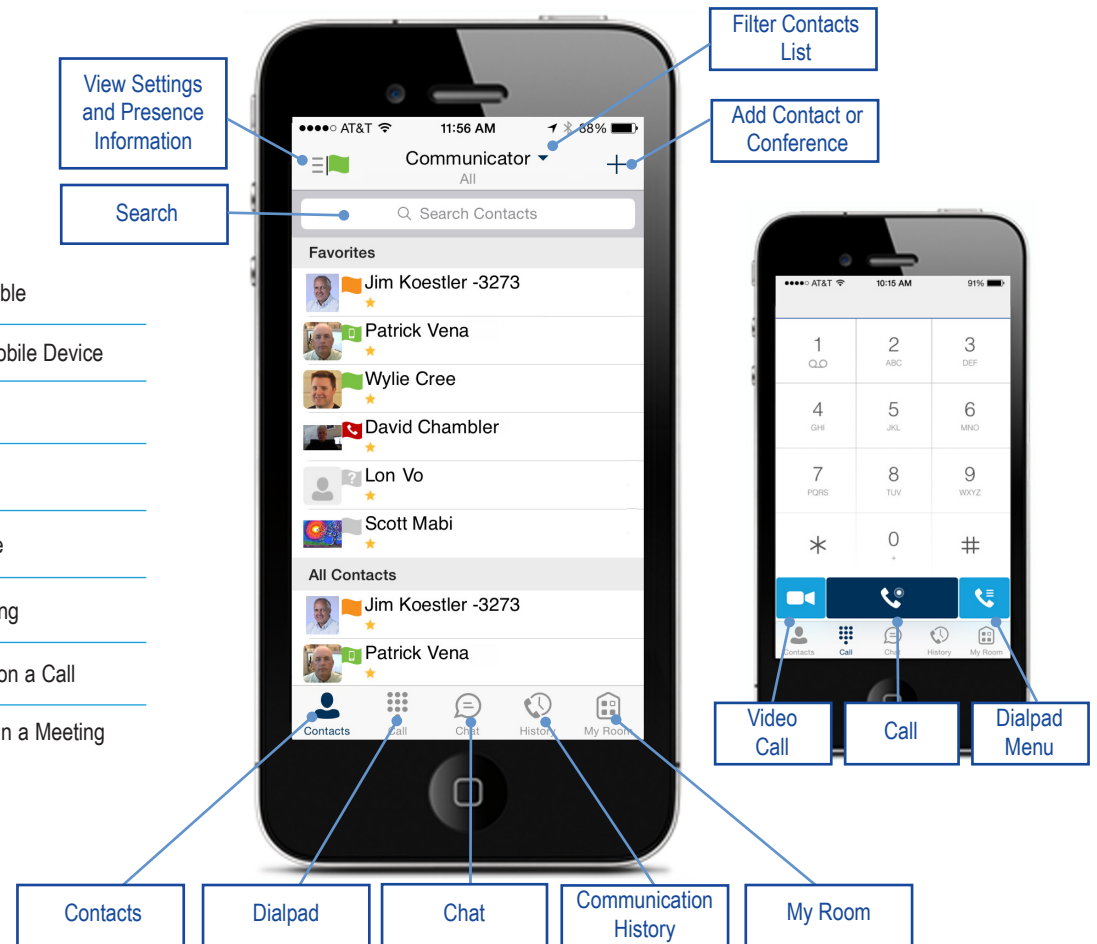 Filter Contacts
List
View Settings
and Presence
Information
Add Contact or
Conference
Search
AT&T
11:56 AM
88%
Communicator
All
Search Contacts
Favorites
Jim Koestler -3273
Patrick Vena
Wylie Cree
David Chambler
? Lon Vo
Scott Mabi
All Contacts
Jim Koestler -3273
Patrick Vena
Contacts
Call
Chat
History
My Room
ble
obile Device
e
ng
on a Call
n a Meeting
AT&T
10:15 AM
91%
1
2
ABC
3
DEF
4
GHI
5
JKL
6
MNO
7
PQRS
8
TUV
9
WXYZ
*
0
+
#
Contacts
Call
Chat
History
My Room
Video
Call
Call
Dialpad
Menu
Contacts
Dialpad
Chat
Communication
History
My Room